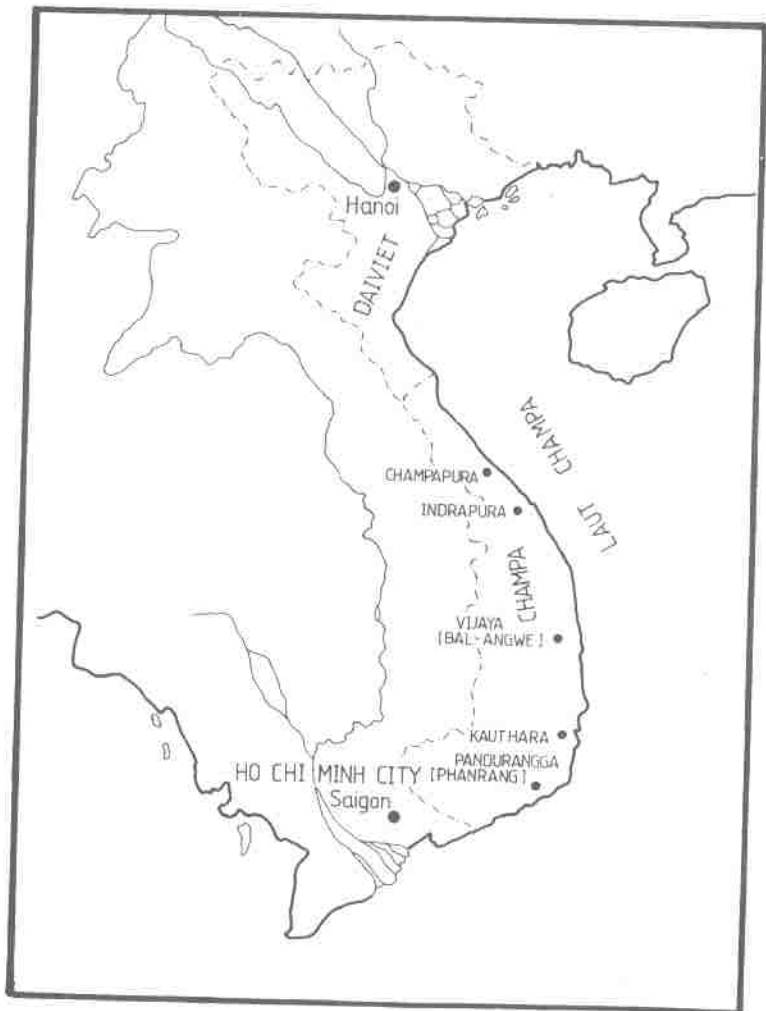 Hanoi
DAIVIET
LAUT CHAMPA
CHAMPAPURA
INDRAPURA
CHAMPA
VIJAYA
[BAL-ANGWE]
KAUTHARA
PANDURANGGA
[PHANRANG]
HO CHI MINH CITY
Saigon